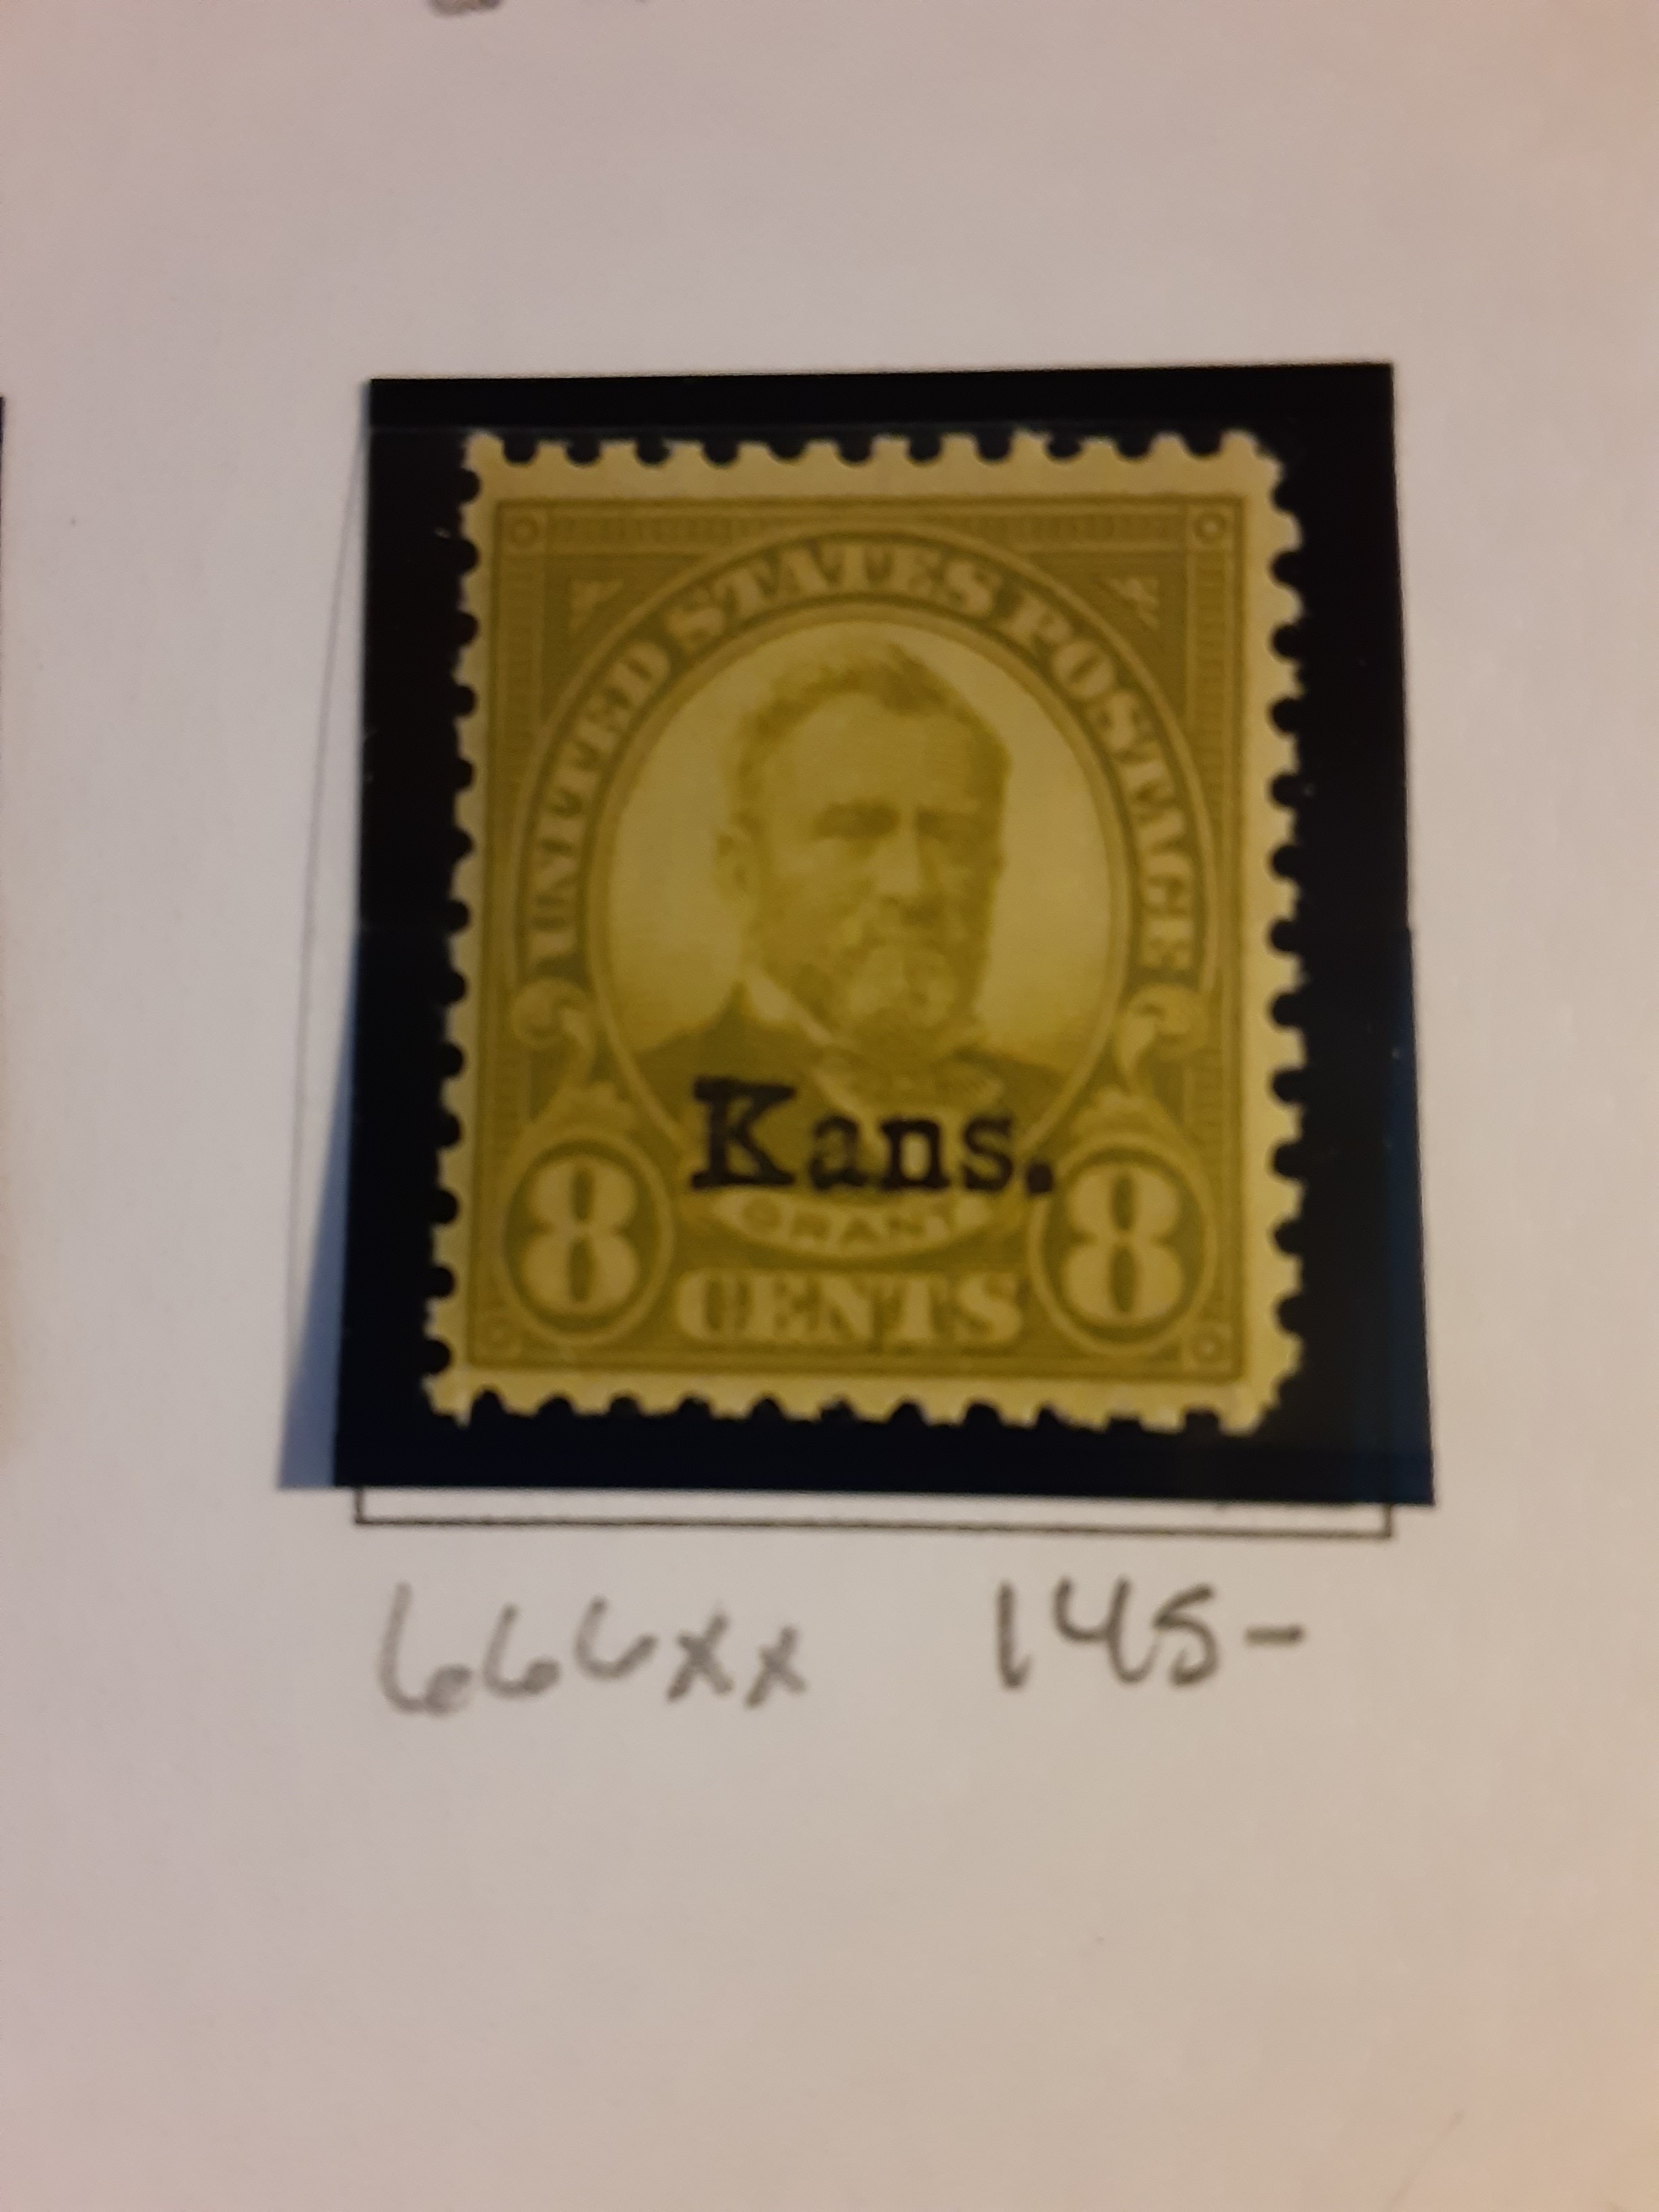 UNITED STATES POSTAGE
Kans.
GRANT
8 CENTS 8
666xx 145-